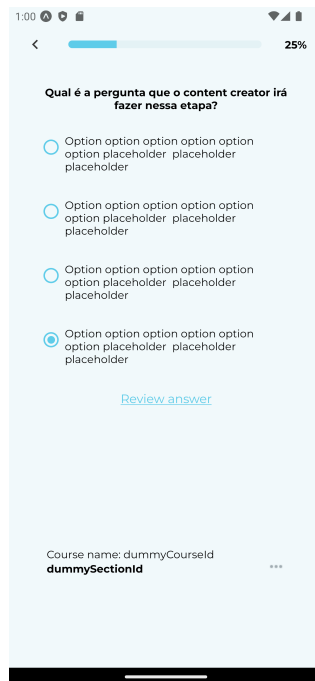 1:00
25%
Qual é a pergunta que o content creator irá
fazer nessa etapa?
Option option option option option
option placeholder  placeholder
placeholder
Option option option option option
option placeholder  placeholder
placeholder
Option option option option option
option placeholder  placeholder
placeholder
Option option option option option
option placeholder  placeholder
placeholder
Review answer
Course name: dummyCourseId
dummySectionId